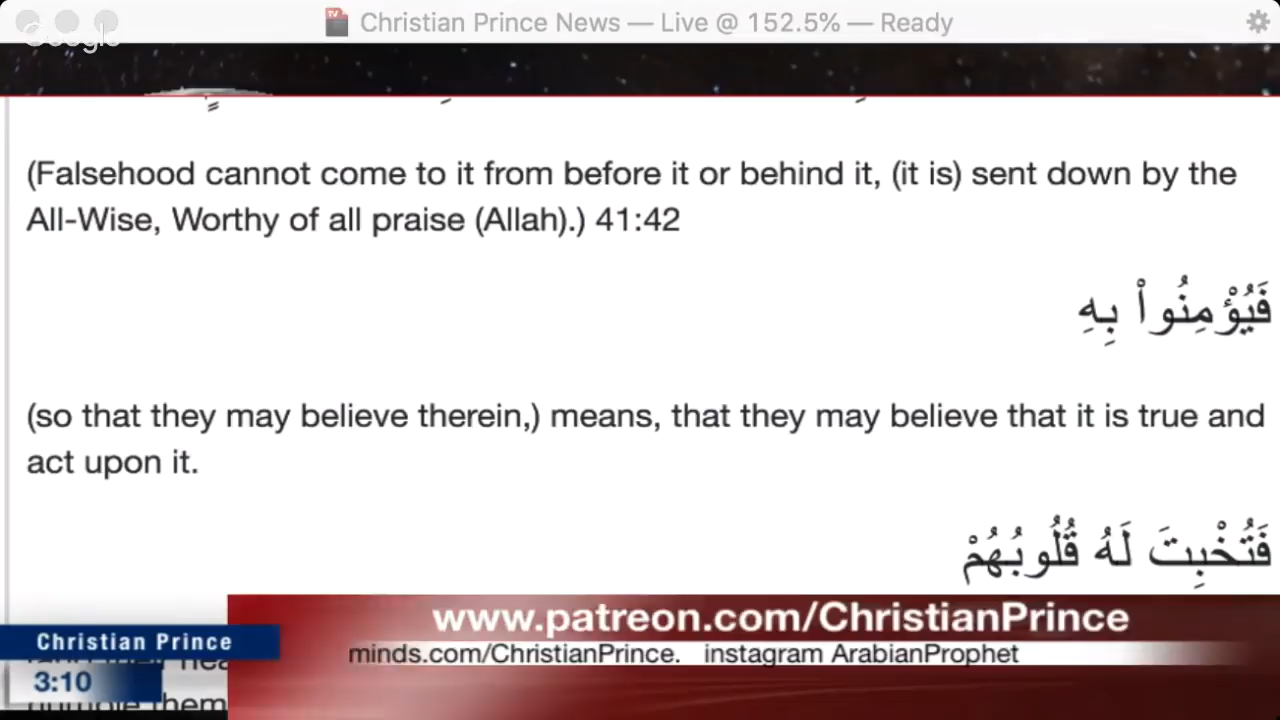 Christian Prince News — Live @ 152.5% — Ready
Google
(Falsehood cannot come to it from before it or behind it, (it is) sent down by the
All-Wise, Worthy of all praise (Allah).) 41:42
فَيُؤْمِنُواْ بِهِ
(so that they may believe therein,) means, that they may believe that it is true and
act upon it.
فَتُخْبِتَ لَهُ قُلُوبُهُمْ
www.patreon.com/ChristianPrince
Christian Prince
minds.com/ChristianPrince. instagram ArabianProphet
3:10